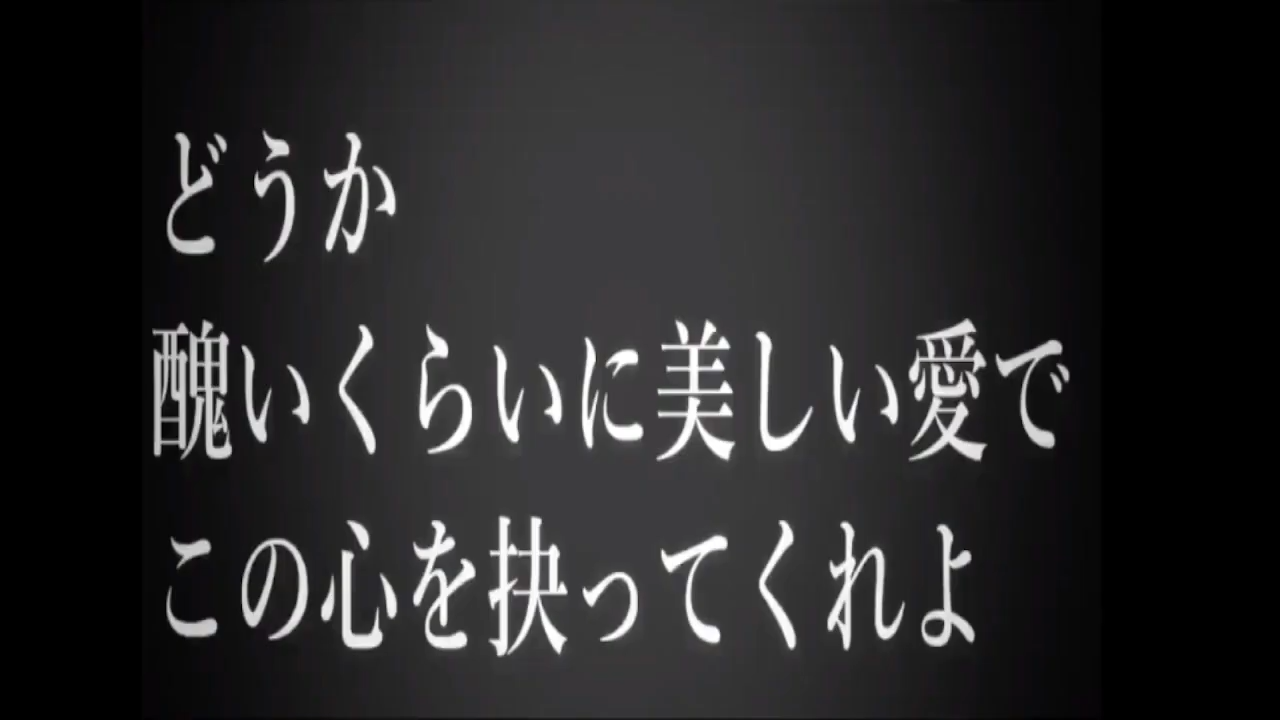 どうか
醜いくらいに美しい愛で
この心を抉ってくれよ